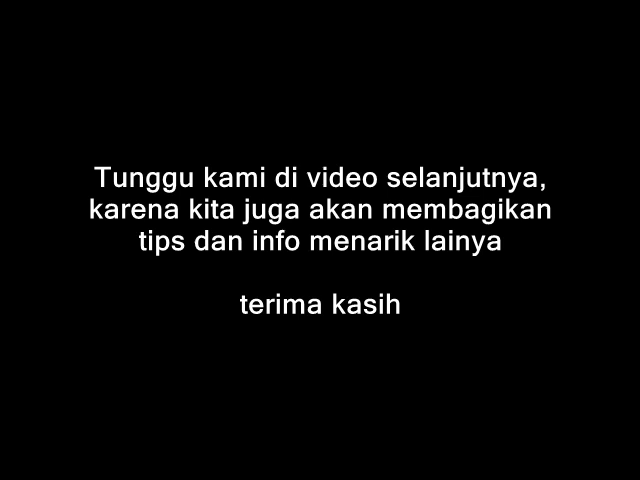 Tunggu kami di video selanjutnya,
karena kita juga akan membagikan
tips dan info menarik lainya
terima kasih